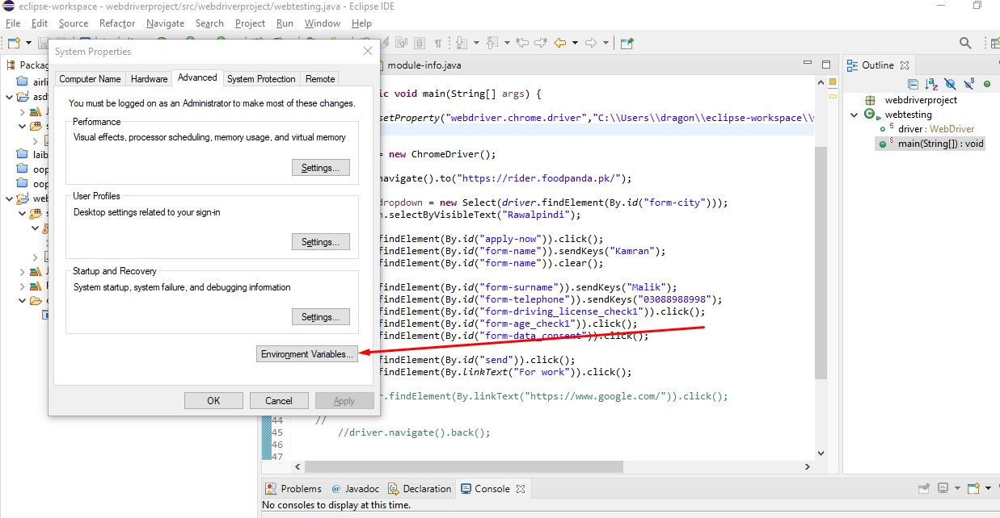 eclipse-workspace - webdriverproject/src/webdriverproject/webtesting.java - Eclipse IDE
File Edit Source Refactor Navigate Search Project Run Window Help
System Properties
Computer Name Hardware Advanced System Protection Remote
You must be logged on as an Administrator to make most of these changes.
Performance
Visual effects, processor scheduling, memory usage, and virtual memory
Settings...
User Profiles
Desktop settings related to your sign-in
Settings...
Startup and Recovery
System startup, system failure, and debugging information
Settings...
Environment Variables...
OK Cancel Apply
Packag
airli
asd
laib
oop
oop
web
module-info.java
ic void main(String[] args) {
setProperty("webdriver.chrome.driver","C:\\Users\\dragon\\eclipse-workspace\\
= new ChromeDriver();
navigate().to("https://rider.foodpanda.pk/");
dropdown = new Select(driver.findElement(By.id("form-city")));
n.selectByVisibleText("Rawalpindi");
findElement(By.id("apply-now")).click();
findElement(By.id("form-name")).sendKeys("Kamran");
findElement(By.id("form-name")).clear();
findElement(By.id("form-surname")).sendKeys("Malik");
findElement(By.id("form-telephone")).sendKeys("03088988998");
findElement(By.id("form-driving_license_check1")).click();
findElement(By.id("form-age_check1")).click();
findElement(By.id("form-data_consent")).click();
findElement(By.id("send")).click();
findElement(By.linkText("For work")).click();
r.findElement(By.linkText("https://www.google.com/")).click();
44 //
45 //driver.navigate().back();
46
47
Outline
webdriverproject
webtesting
driver : WebDriver
main(String[]) : void
Problems @ Javadoc Declaration Console
No consoles to display at this time.